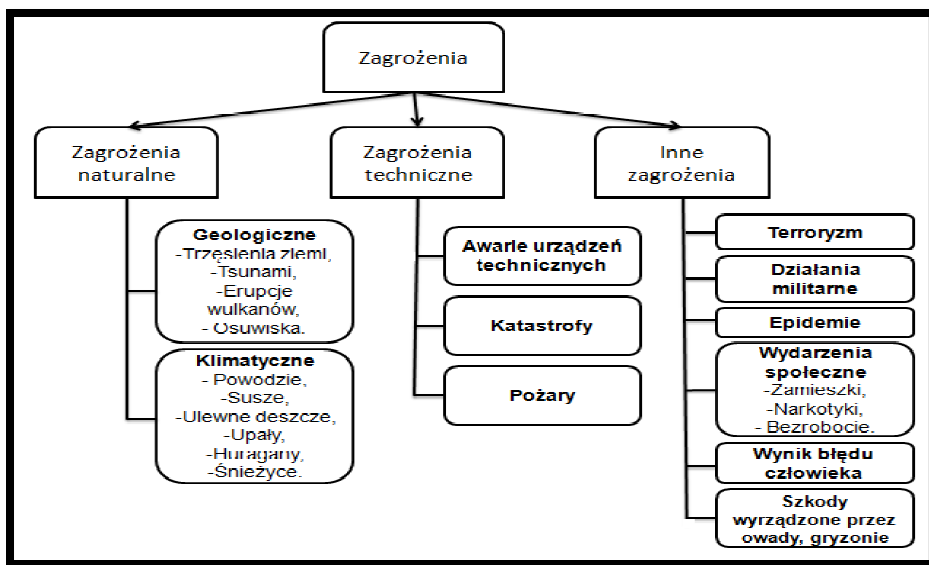 Zagrożenia
Zagrożenia
naturalne
Geologiczne
-Trzęsienia ziemi,
-Tsunami,
-Erupcje
wulkanów,
- Osuwiska.
Klimatyczne
- Powodzie,
-Susze,
-Ulewne deszcze,
-Upały,
-Huragany,
-Śnieżyce.
Zagrożenia
techniczne
Awarie urządzeń
technicznych
Katastrofy
Pożary
Inne
zagrożenia
Terroryzm
Działania
militarne
Epidemie
Wydarzenia
społeczne
-Zamieszki,
-Narkotyki,
- Bezrobocie.
Wynik błędu
człowieka
Szkody
wyrządzone przez
owady, gryzonie